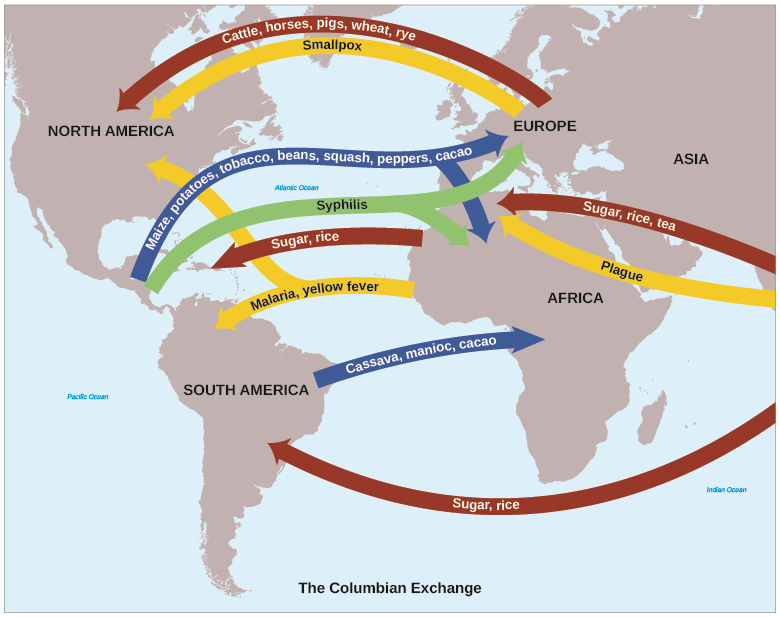 Cattle, horses, pigs, wheat, rye
Smallpox
NORTH AMERICA
EUROPE
ASIA
Maize, potatoes, tobacco, beans, squash, peppers, cacao
Atlantic Ocean
Syphilis
Sugar, rice, tea
Sugar, rice
Plague
Malaria, yellow fever
AFRICA
Cassava, manioc, cacao
SOUTH AMERICA
Pacific Ocean
Indian Ocean
Sugar, rice
The Columbian Exchange